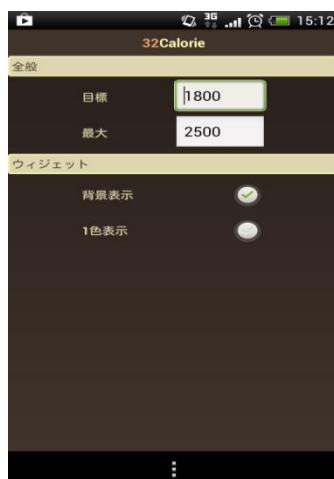 3G 15:12
32Calorie
全般
目標 1800
最大 2500
ウィジェット
背景表示
1色表示